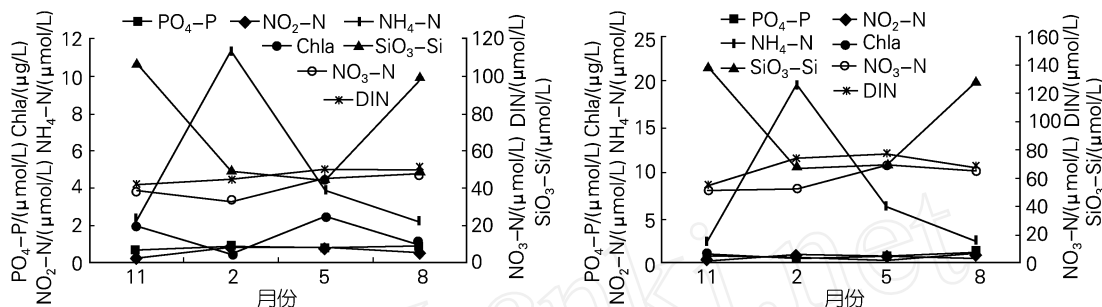 PO₄–P NO₂–N NH₄–N
Chla SiO₃–Si
NO₃–N
DIN
12
10
8
6
4
2
0
120
100
80
60
40
20
0
11 2 5 8
月份
PO₄–P/(μmol/L) Chla/(μg/L)
NO₂–N/(μmol/L) NH₄–N/(μmol/L)
NO₃–N/(μmol/L) DIN/(μmol/L)
SiO₃–Si/(μmol/L)
PO₄–P NO₂–N
NH₄–N Chla
SiO₃–Si NO₃–N
DIN
25
20
15
10
5
0
160
140
120
100
80
60
40
20
0
11 2 5 8
月份
PO₄–P/(μmol/L) Chla/(μg/L)
NO₂–N/(μmol/L) NH₄–N/(μmol/L)
NO₃–N/(μmol/L) DIN/(μmol/L)
SiO₃–Si/(μmol/L)